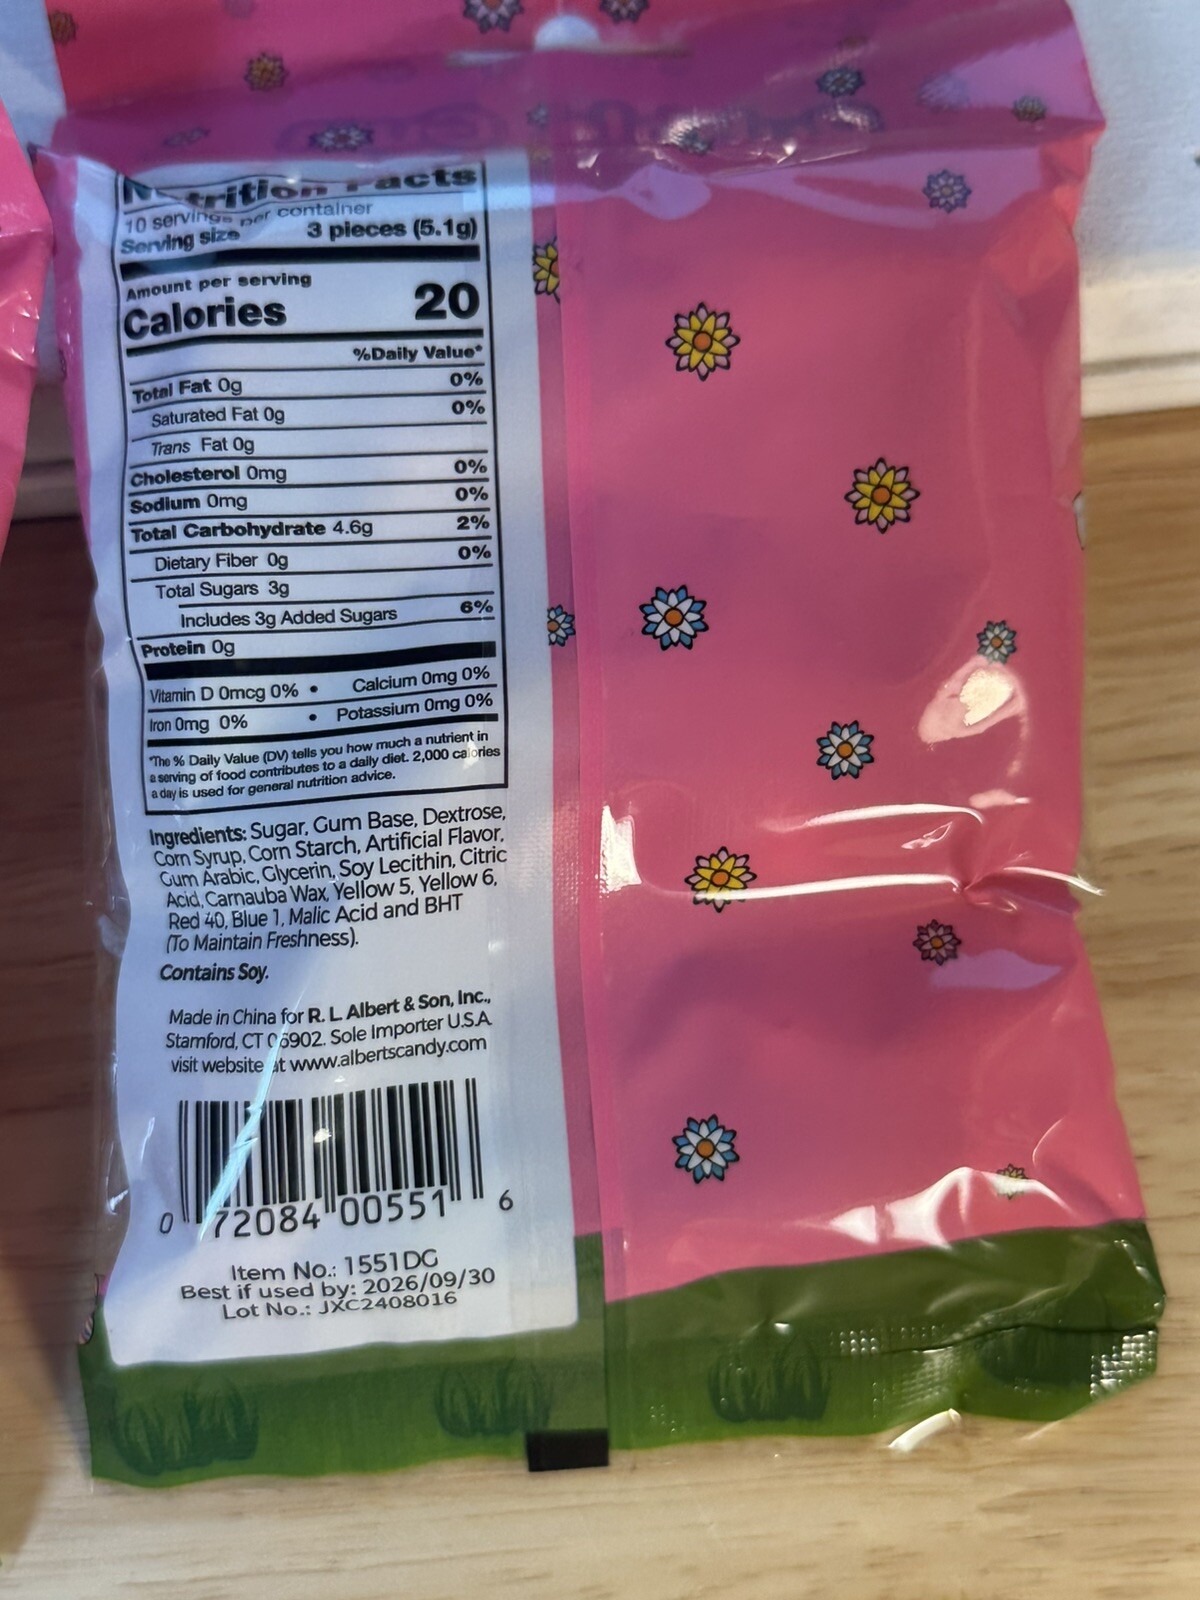 Nutrition Facts
10 servings per container
Serving size 3 pieces (5.1g)
Amount per serving
Calories 20
%Daily Value*
Total Fat 0g 0%
Saturated Fat 0g 0%
Trans Fat 0g
Cholesterol 0mg 0%
Sodium 0mg 0%
Total Carbohydrate 4.6g 2%
Dietary Fiber 0g 0%
Total Sugars 3g
Includes 3g Added Sugars 6%
Protein 0g
Vitamin D 0mcg 0% • Calcium 0mg 0%
Iron 0mg 0% • Potassium 0mg 0%
*The % Daily Value (DV) tells you how much a nutrient in
a serving of food contributes to a daily diet. 2,000 calories
a day is used for general nutrition advice.
Ingredients: Sugar, Gum Base, Dextrose,
Corn Syrup, Corn Starch, Artificial Flavor,
Gum Arabic, Glycerin, Soy Lecithin, Citric
Acid, Carnauba Wax, Yellow 5, Yellow 6,
Red 40, Blue 1, Malic Acid and BHT
(To Maintain Freshness).
Contains Soy.
Made in China for R. L. Albert & Son, Inc.,
Stamford, CT 06902. Sole Importer U.S.A.
visit website at www.albertscandy.com
0 72084 00551 6
Item No.: 1551DG
Best if used by: 2026/09/30
Lot No.: JXC2408016